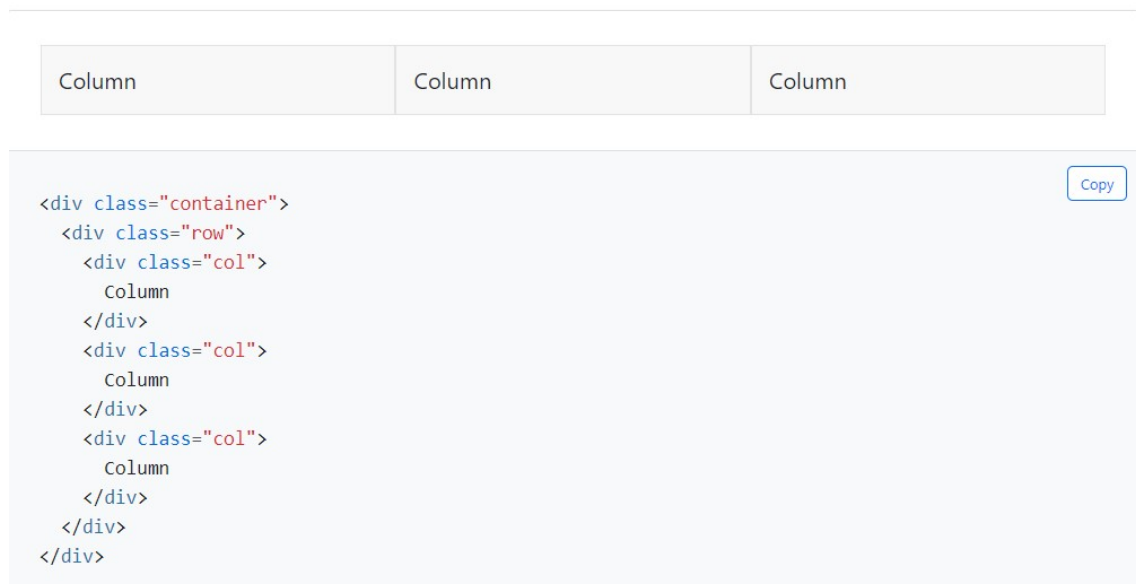 Column Column Column
Copy
<div class="container">
  <div class="row">
    <div class="col">
      Column
    </div>
    <div class="col">
      Column
    </div>
    <div class="col">
      Column
    </div>
  </div>
</div>